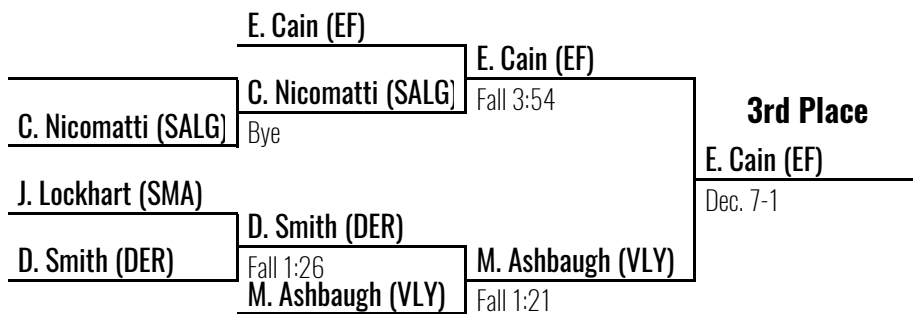 E. Cain (EF)
E. Cain (EF)
C. Nicomatti (SALG)
Fall 3:54
3rd Place
C. Nicomatti (SALG)
Bye
E. Cain (EF)
J. Lockhart (SMA)
Dec. 7-1
D. Smith (DER)
D. Smith (DER)
Fall 1:26
M. Ashbaugh (VLY)
M. Ashbaugh (VLY)
Fall 1:21